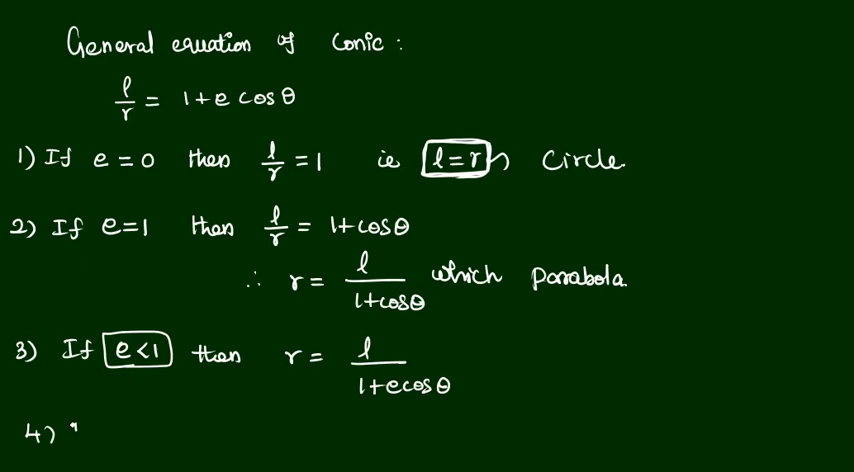 General equation of conic :
l/r = 1 + e cos θ
1) If e = 0 then l/r = 1 ie l = r Circle.
2) If e = 1 then l/r = 1 + cos θ
∴ r = l/(1 + cos θ) which parabola.
3) If e < 1 then r = l/(1 + e cos θ)
4)